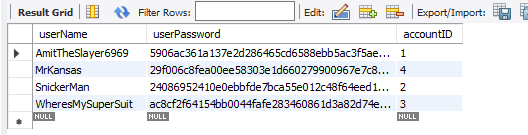 Result Grid Filter Rows: Edit: Export/Import:
userName userPassword accountID
AmitTheSlayer6969 5906ac361a137e2d286465cd6588ebb5ac3f5ae... 1
MrKansas 29f006c8fea00ee58303e1d660279900967e7c8... 4
SnickerMan 24086952410e0ebbfde7bca55e012c48f64eed1... 2
WheresMySuperSuit ac8cf2f64154bb0044fafe283460861d3a82d74e... 3
NULL NULL NULL